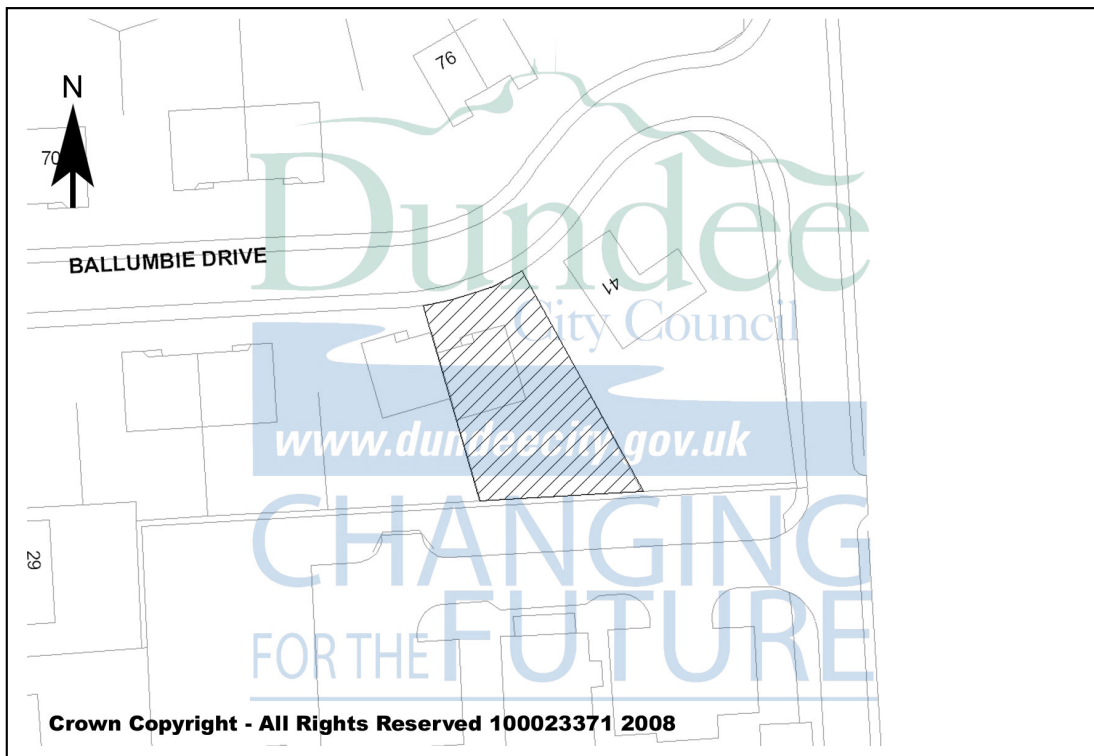 76
N
70
BALLUMBIE DRIVE
Dundee
41
City Council
www.dundeecity.gov.uk
CHANGING
29
FOR THE FUTURE
Crown Copyright - All Rights Reserved 100023371 2008